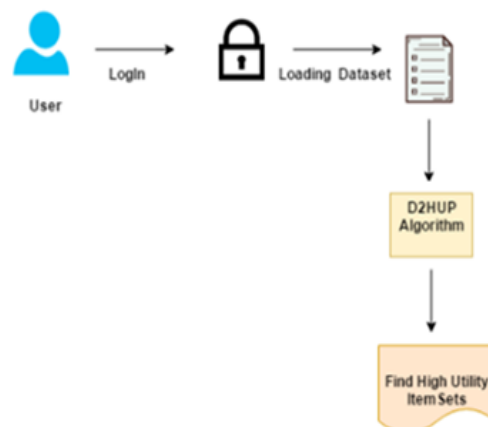 LogIn
Loading Dataset
User
D2HUP
Algorithm
Find High Utility
Item Sets